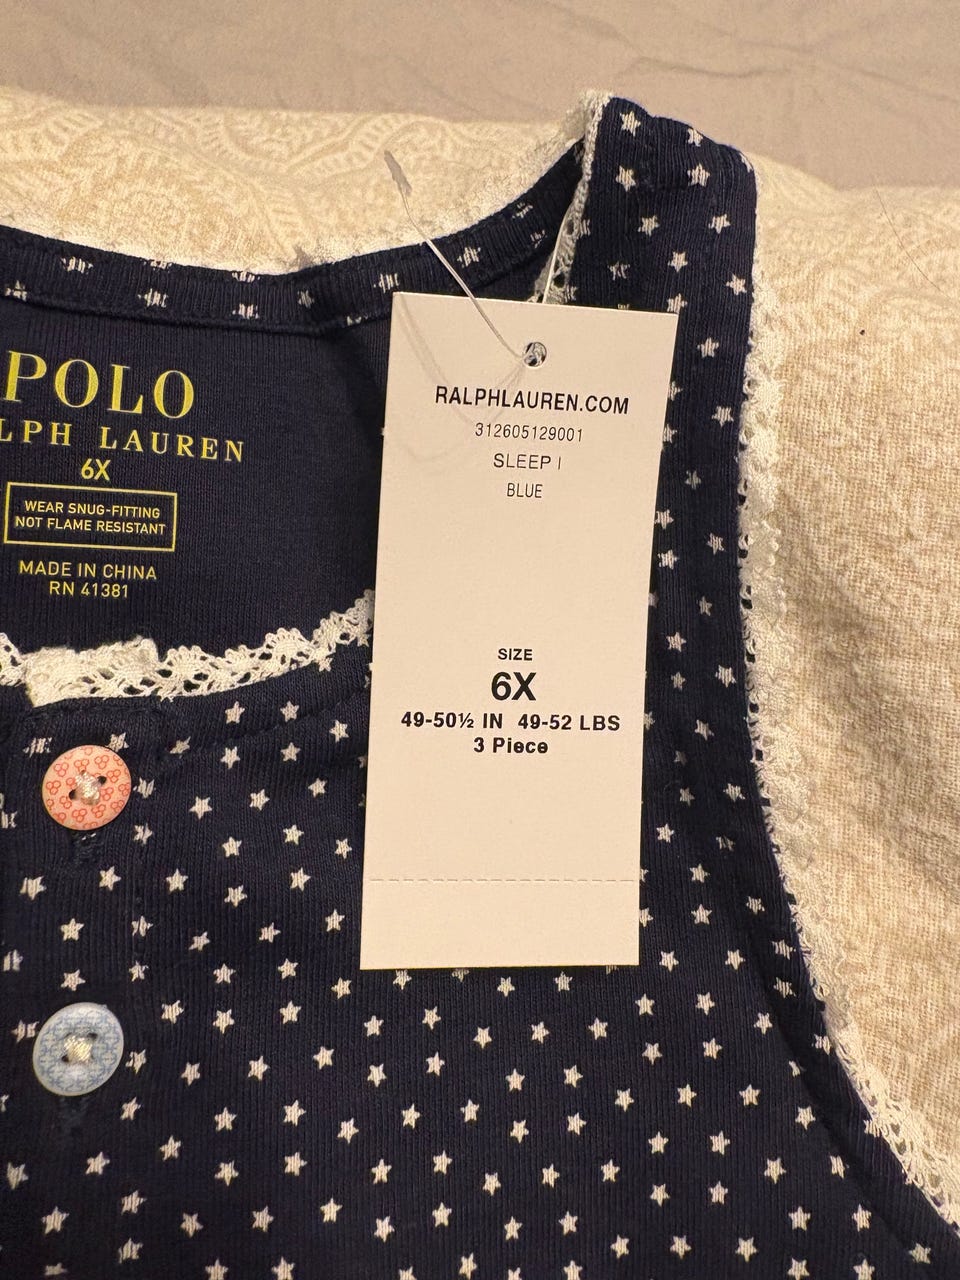 POLO
LPH LAUREN
6X
WEAR SNUG-FITTING
NOT FLAME RESISTANT
MADE IN CHINA
RN 41381
RALPHLAUREN.COM
312605129001
SLEEP I
BLUE
SIZE
6X
49-50½ IN 49-52 LBS
3 Piece